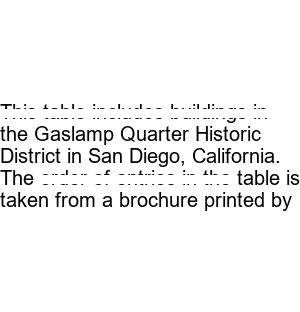 This table includes buildings in
the Gaslamp Quarter Historic
District in San Diego, California.
The order of entries in the table is
taken from a brochure printed by